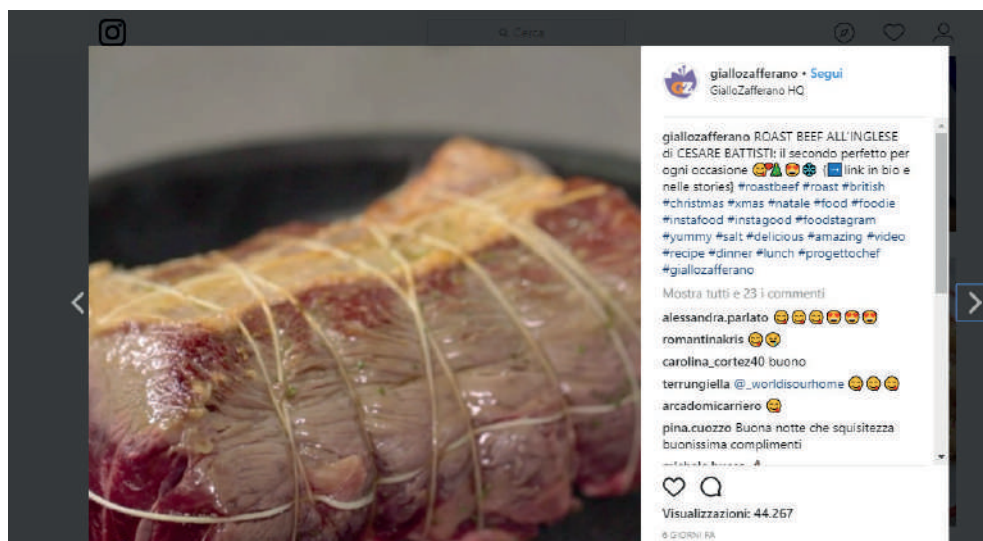 Cerca
giallozafferano • Segui
GialloZafferano HQ
giallozafferano ROAST BEEF ALL'INGLESE
di CESARE BATTISTI: il secondo perfetto per
ogni occasione 😋🎅🌲😍❄️ {➡️link in bio e
nelle stories} #roastbeef #roast #british
#christmas #xmas #natale #food #foodie
#instafood #instagood #foodstagram
#yummy #salt #delicious #amazing #video
#recipe #dinner #lunch #progettochef
#giallozafferano
Mostra tutti e 23 i commenti
alessandra.parlato 😋😋😋😍😍😍
romantinakris 😋😪
carolina_cortez40 buono
terrungiella @_worldisourhome 😋😋😋
arcadomicarriero 😋
pina.cuozzo Buona notte che squisitezza
buonissima complimenti
Visualizzazioni: 44.267
6 GIORNI FA